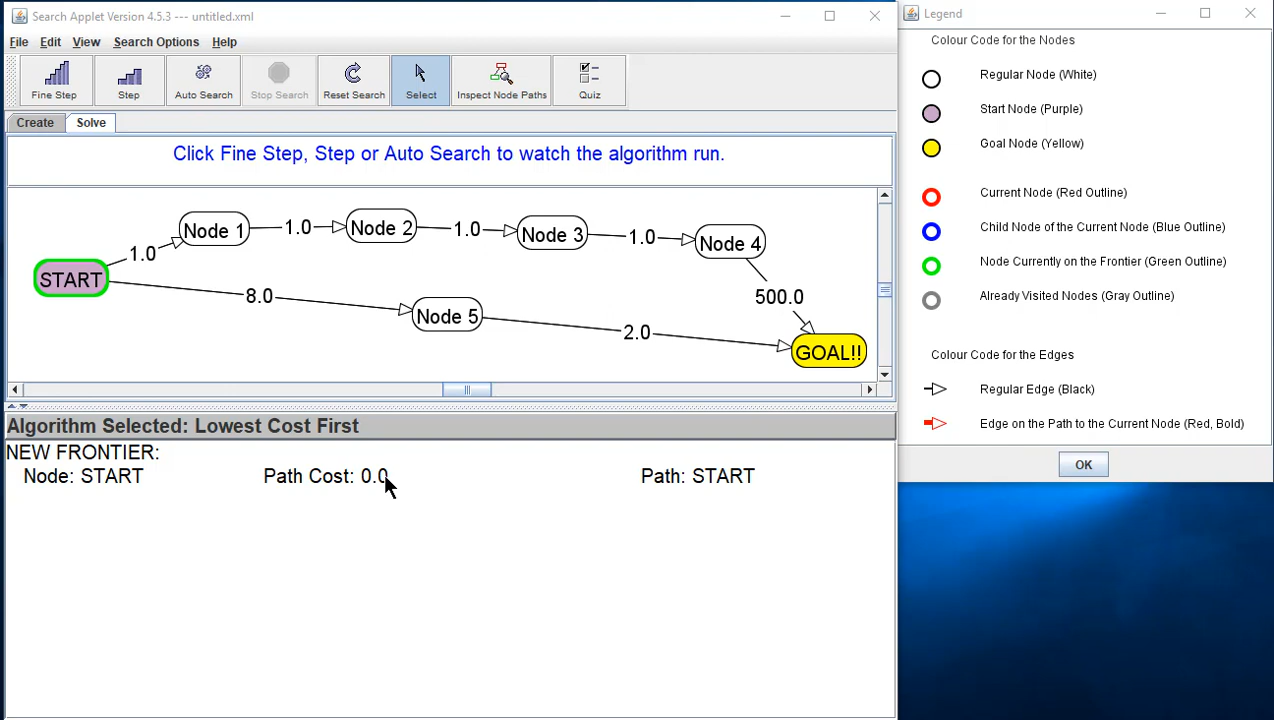 Search Applet Version 4.5.3 --- untitled.xml
File Edit View Search Options Help
Fine Step Step Auto Search Stop Search Reset Search Select Inspect Node Paths Quiz
Create Solve
Click Fine Step, Step or Auto Search to watch the algorithm run.
Node 1 1.0 Node 2 1.0 Node 3 1.0 Node 4
1.0
START
8.0
500.0
Node 5
2.0
GOAL!!
Algorithm Selected: Lowest Cost First
NEW FRONTIER:
Node: START Path Cost: 0.0 Path: START
Legend
Colour Code for the Nodes
Regular Node (White)
Start Node (Purple)
Goal Node (Yellow)
Current Node (Red Outline)
Child Node of the Current Node (Blue Outline)
Node Currently on the Frontier (Green Outline)
Already Visited Nodes (Gray Outline)
Colour Code for the Edges
Regular Edge (Black)
Edge on the Path to the Current Node (Red, Bold)
OK